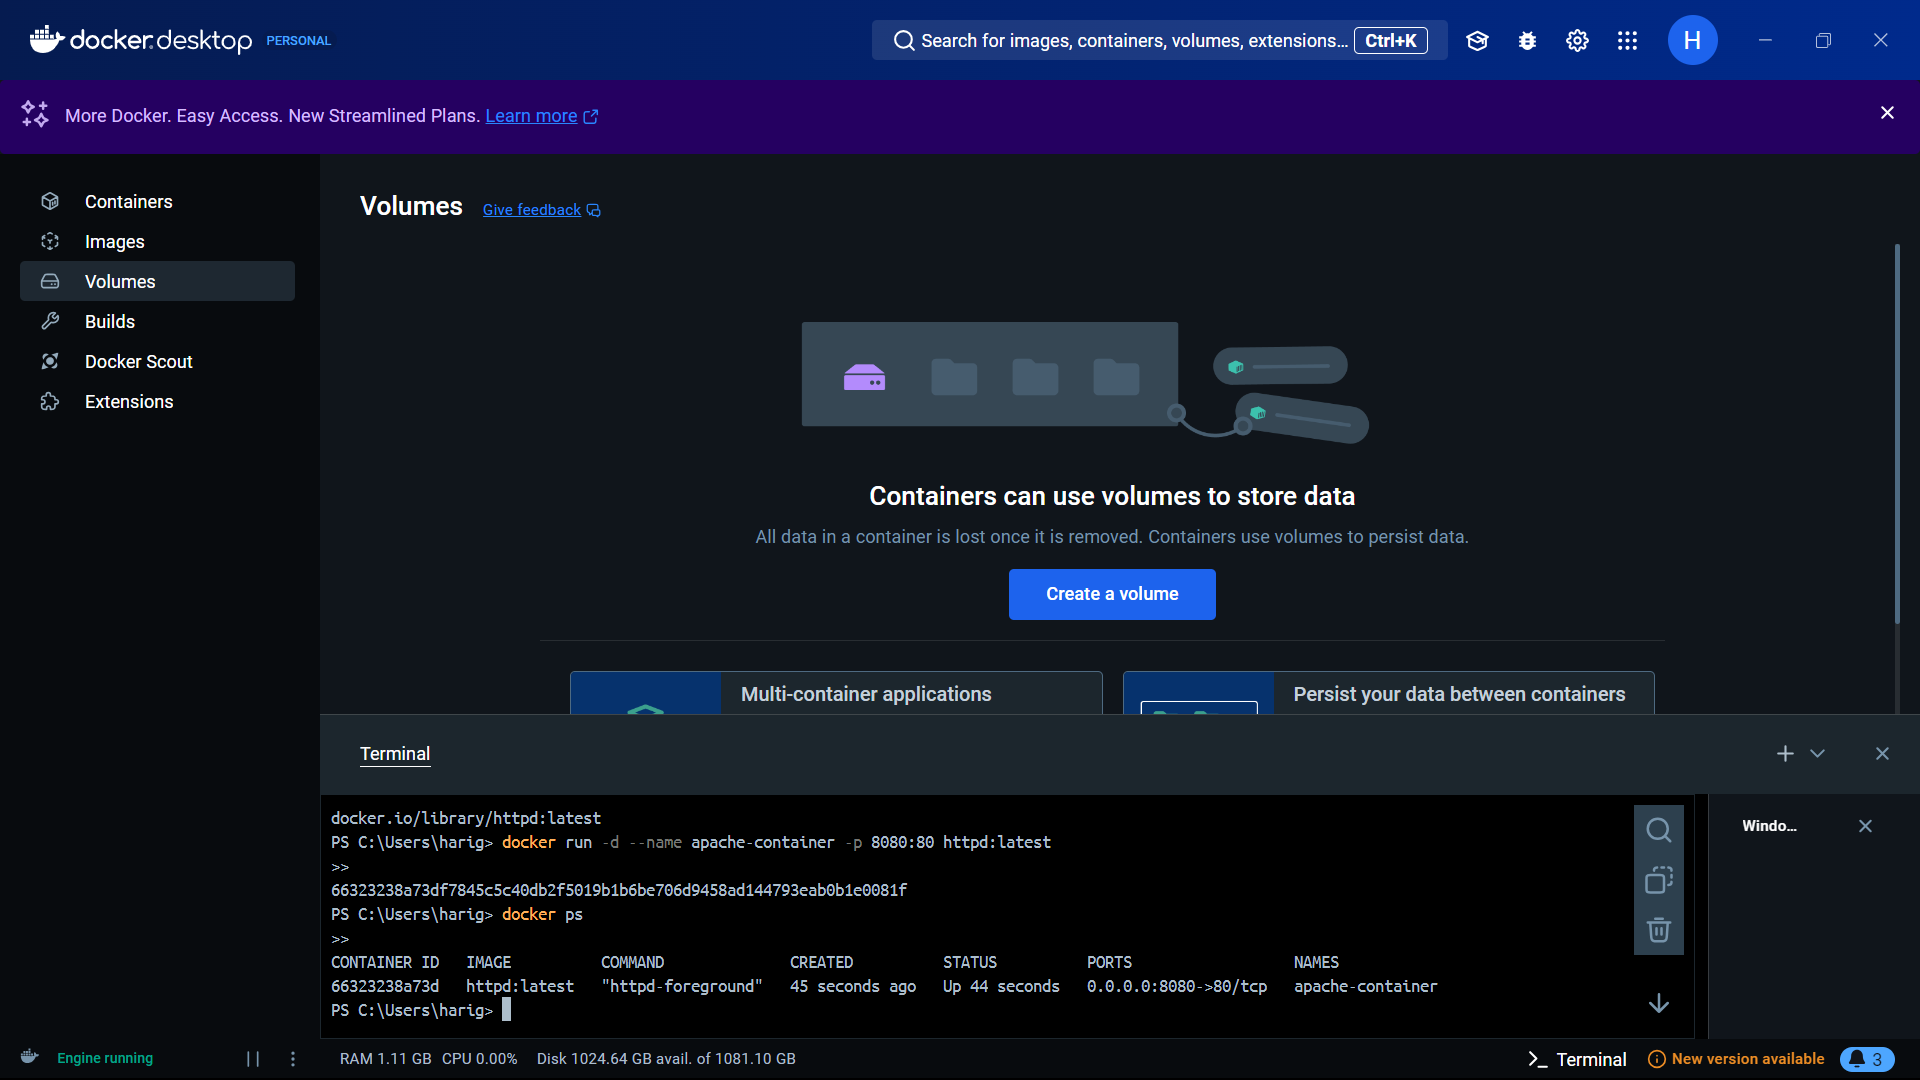 docker.desktop PERSONAL
Search for images, containers, volumes, extensions... Ctrl+K
H
More Docker. Easy Access. New Streamlined Plans. Learn more
Containers
Images
Volumes
Builds
Docker Scout
Extensions
Volumes Give feedback
Containers can use volumes to store data
All data in a container is lost once it is removed. Containers use volumes to persist data.
Create a volume
Multi-container applications
Persist your data between containers
Terminal
docker.io/library/httpd:latest
PS C:\Users\harig> docker run -d --name apache-container -p 8080:80 httpd:latest
>>
66323238a73df7845c5c40db2f5019b1b6be706d9458ad144793eab0b1e0081f
PS C:\Users\harig> docker ps
>>
CONTAINER ID IMAGE COMMAND CREATED STATUS PORTS NAMES
66323238a73d httpd:latest "httpd-foreground" 45 seconds ago Up 44 seconds 0.0.0.0:8080->80/tcp apache-container
PS C:\Users\harig>
Windo...
Engine running
RAM 1.11 GB CPU 0.00% Disk 1024.64 GB avail. of 1081.10 GB
Terminal
New version available
3